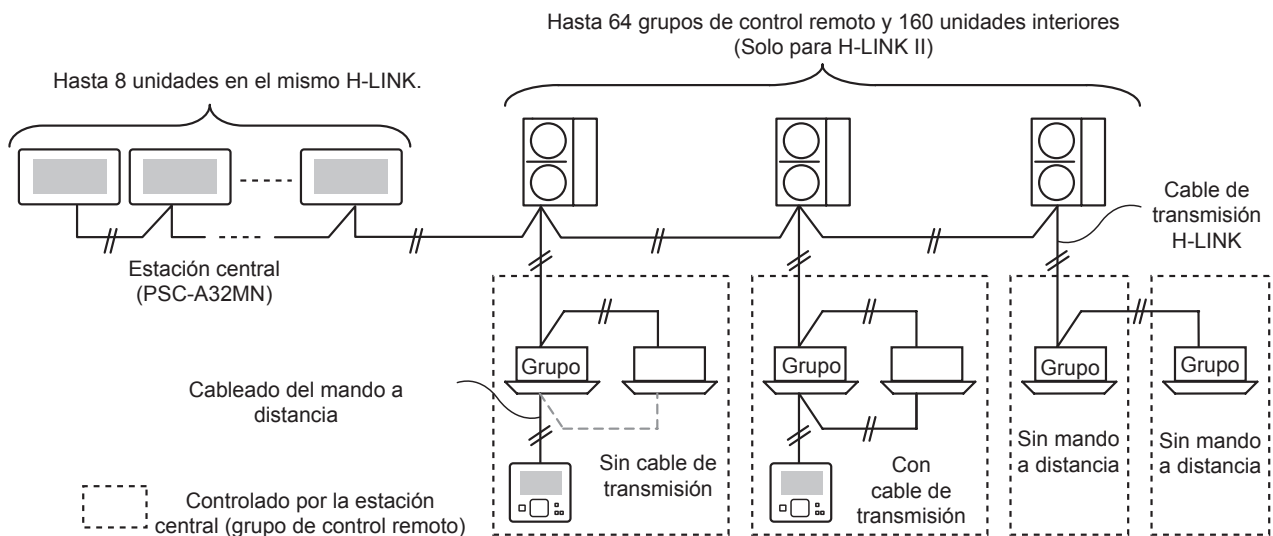 Hasta 64 grupos de control remoto y 160 unidades interiores
(Solo para H-LINK II)
Hasta 8 unidades en el mismo H-LINK.
Cable de
transmisión
H-LINK
Estación central
(PSC-A32MN)
Grupo
Grupo
Grupo
Grupo
Cableado del mando a
distancia
Sin cable de
transmisión
Con
cable de
transmisión
Sin mando
a distancia
Sin mando
a distancia
Controlado por la estación
central (grupo de control remoto)